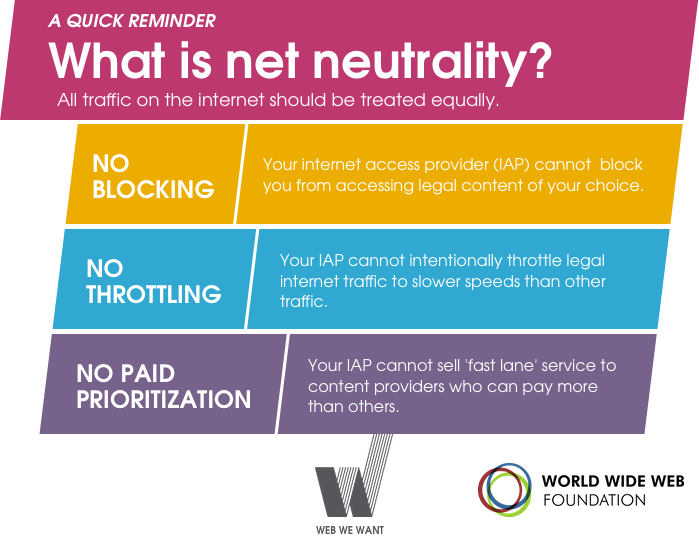 A QUICK REMINDER
What is net neutrality?
All traffic on the internet should be treated equally.
NO
BLOCKING
Your internet access provider (IAP) cannot block
you from accessing legal content of your choice.
NO
THROTTLING
Your IAP cannot intentionally throttle legal
internet traffic to slower speeds than other
traffic.
NO PAID
PRIORITIZATION
Your IAP cannot sell 'fast lane' service to
content providers who can pay more
than others.
W
WEB WE WANT
WORLD WIDE WEB
FOUNDATION